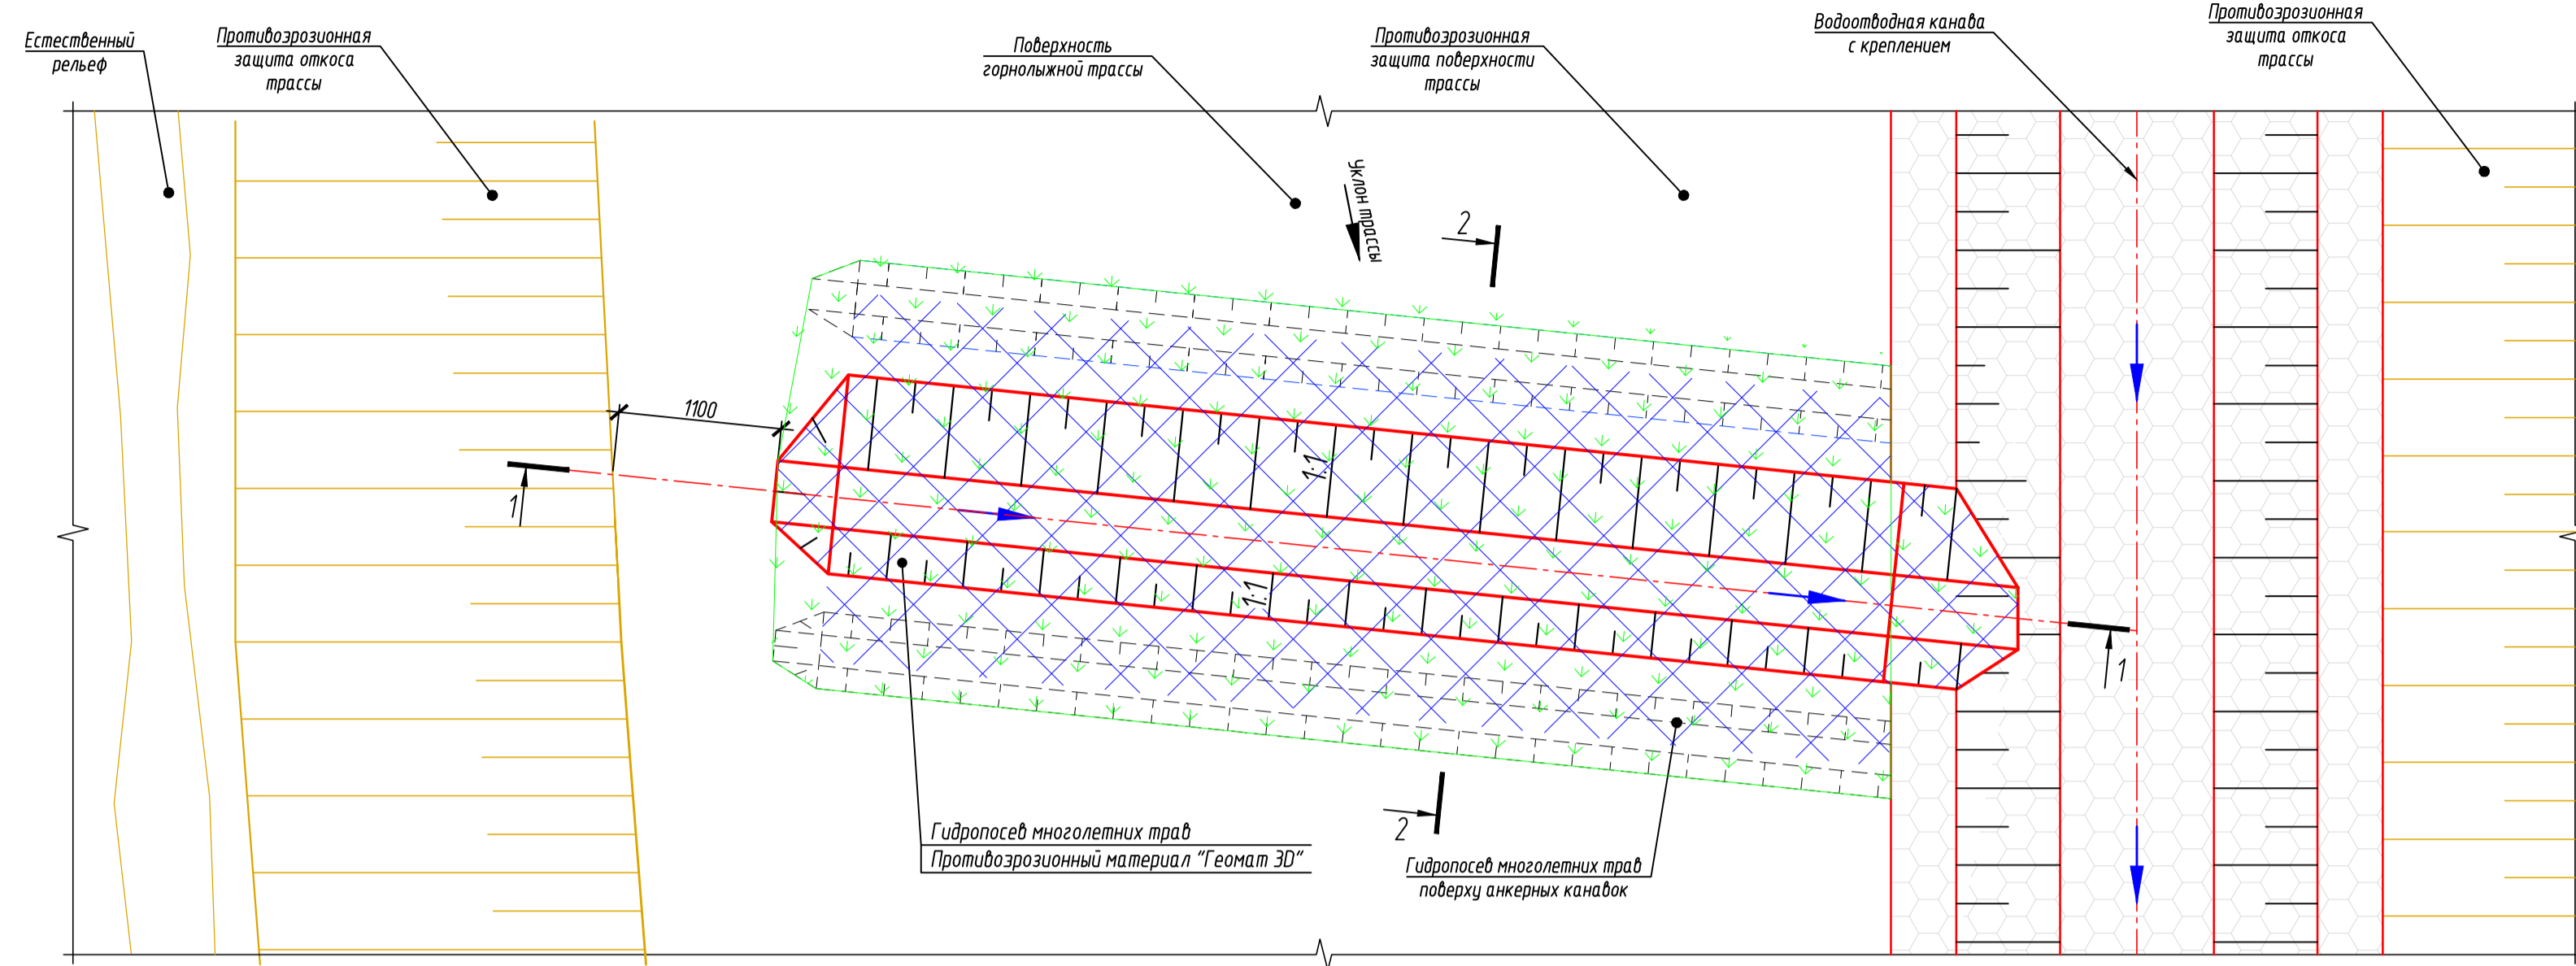 Естественный
рельеф
Противоэрозионная
защита откоса
трассы
Поверхность
горнолыжной трассы
Противоэрозионная
защита поверхности
трассы
Водоотводная канава
с креплением
Противоэрозионная
защита откоса
трассы
Уклон трассы
2
1100
1
1:1
1:1
1
2
Гидропосев многолетних трав
Противоэрозионный материал "Геомат 3D"
Гидропосев многолетних трав
поверху анкерных канавок